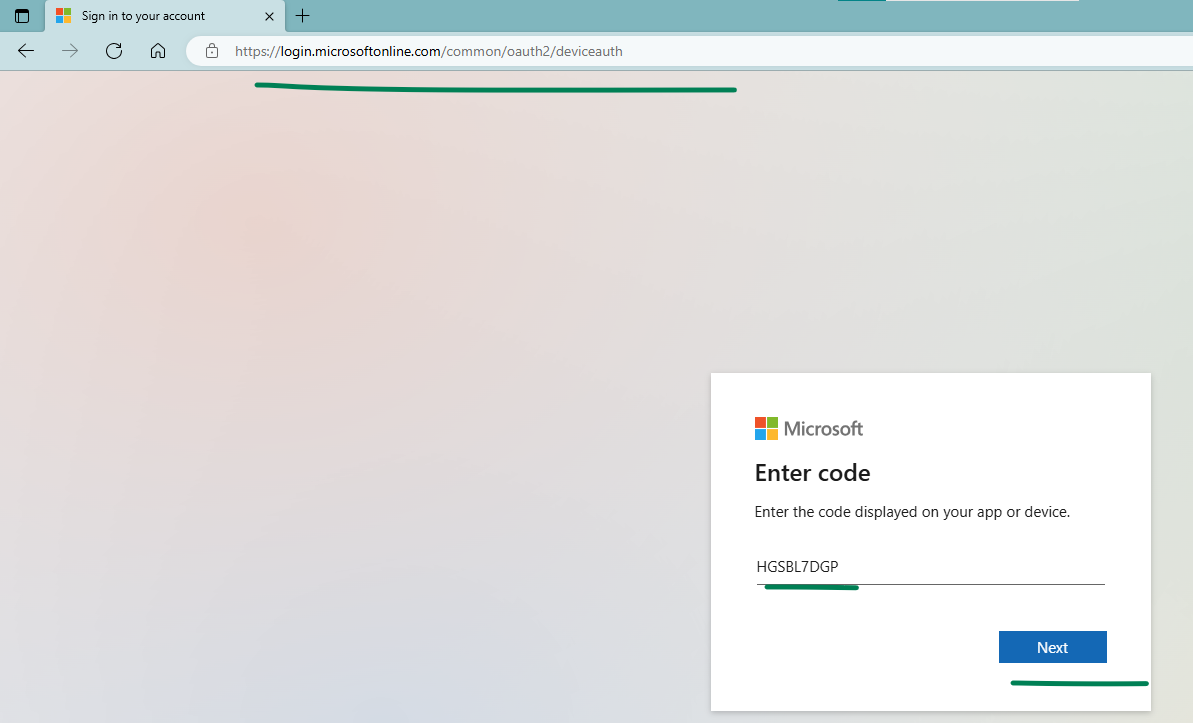 Sign in to your account
https://login.microsoftonline.com/common/oauth2/deviceauth
Microsoft
Enter code
Enter the code displayed on your app or device.
HGSBL7DGP
Next